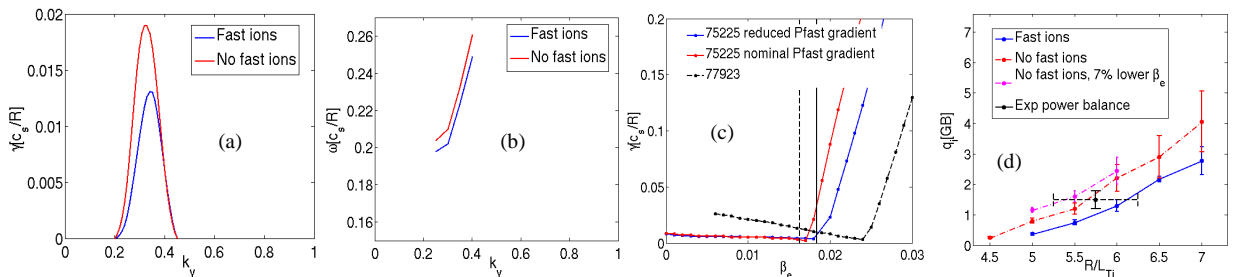 0.02
0.015
0.01
0.005
0
0
0.2
0.4
0.6
0.8
1
γ[c_s/R]
k_y
Fast ions
No fast ions
(a)
0.26
0.24
0.22
0.20
0.18
0.16
0
0.2
0.4
0.6
0.8
1
ω[c_s/R]
k_y
Fast ions
No fast ions
(b)
0.2
0.15
0.1
0.05
0
0
0.01
0.02
0.03
γ[c_s/R]
β_e
75225 reduced Pfast gradient
75225 nominal Pfast gradient
77923
(c)
7
6
5
4
3
2
1
0
4.5
5
5.5
6
6.5
7
q_i[GB]
R/L_Ti
Fast ions
No fast ions
No fast ions, 7% lower β_e
Exp power balance
(d)